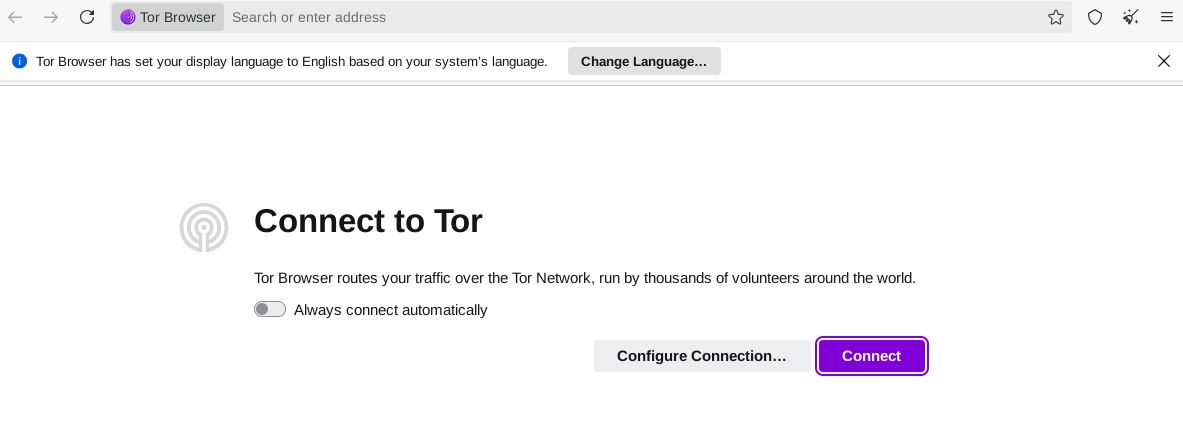 Tor Browser Search or enter address
Tor Browser has set your display language to English based on your system's language. Change Language...
Connect to Tor
Tor Browser routes your traffic over the Tor Network, run by thousands of volunteers around the world.
Always connect automatically
Configure Connection... Connect